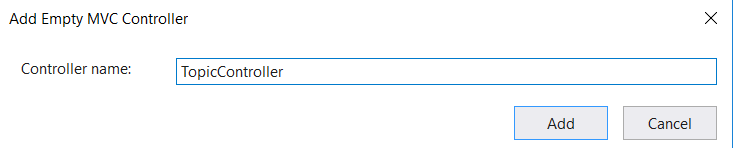 Add Empty MVC Controller
Controller name: TopicController
Add Cancel